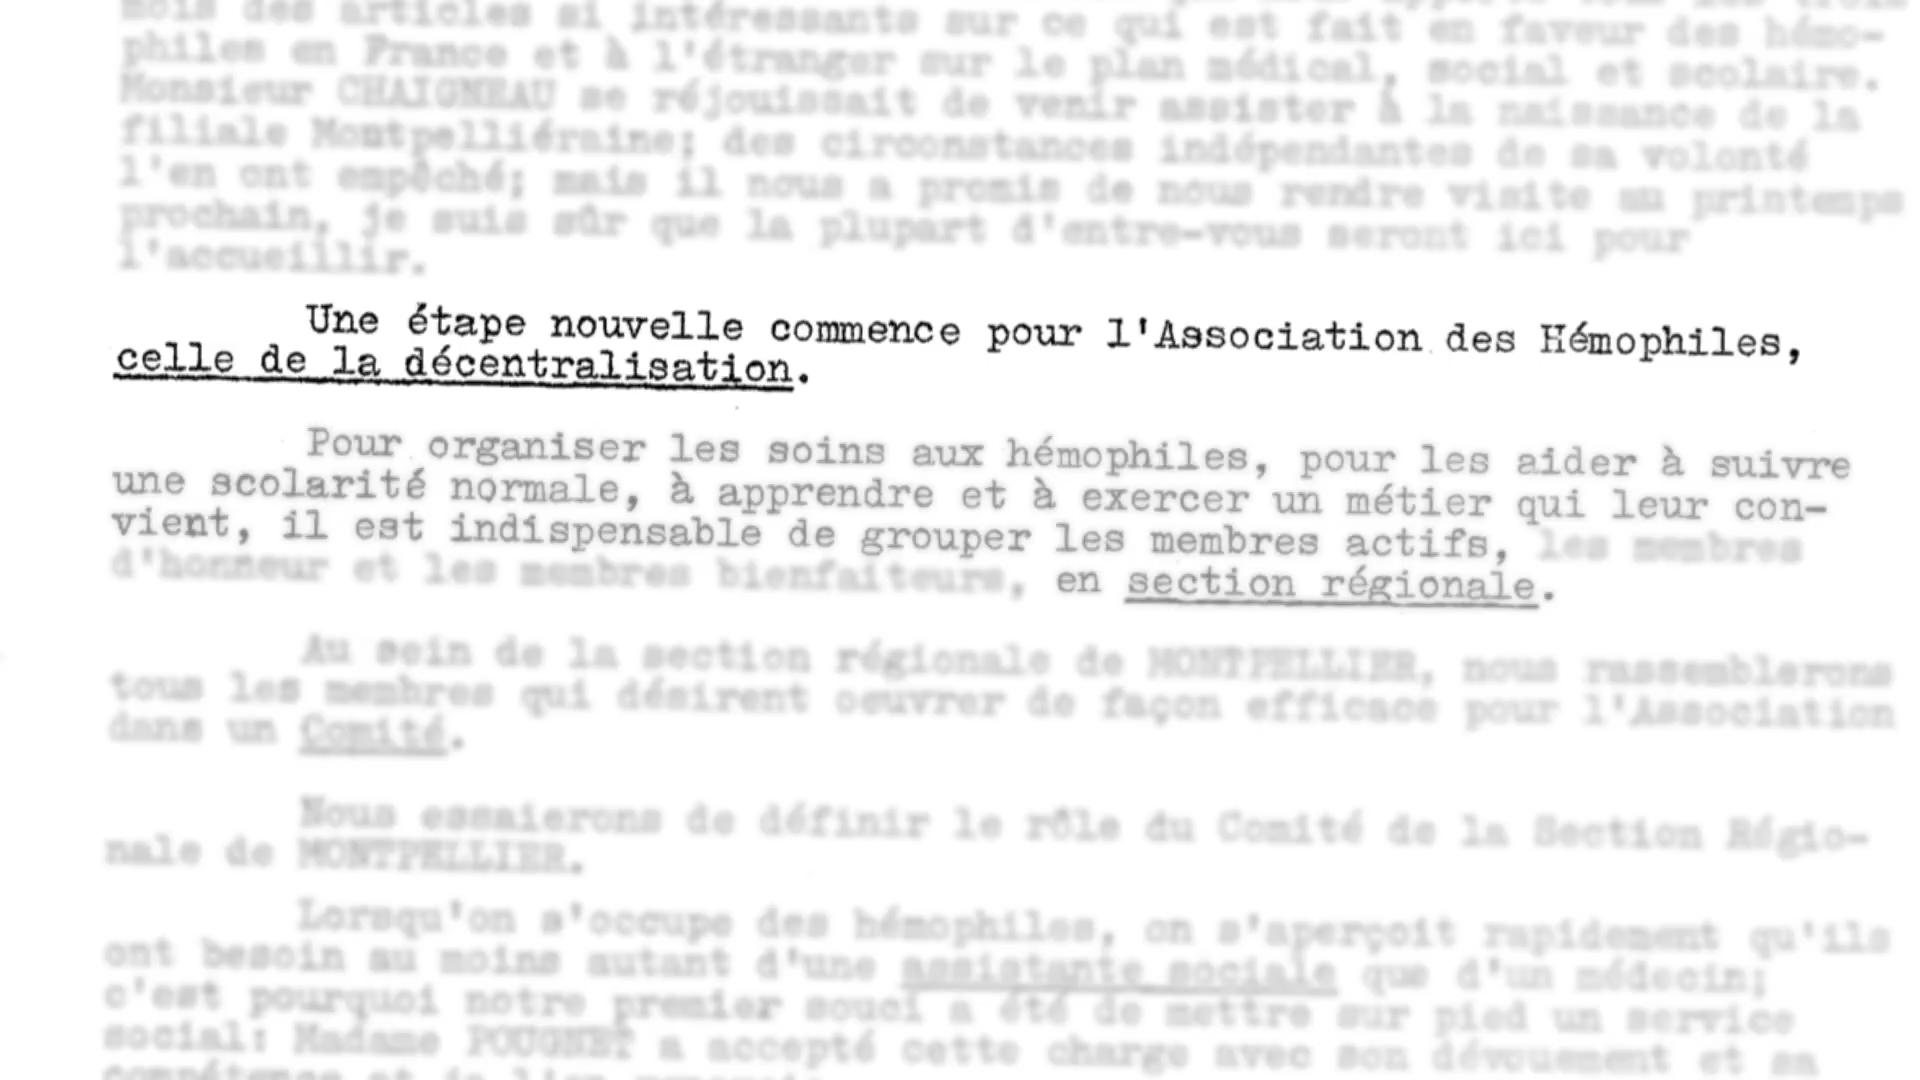 mois des articles si intéressants sur ce qui est fait en faveur des hémo-
philes en France et à l'étranger sur le plan médical, social et scolaire.
Monsieur CHAIGNEAU se réjouissait de venir assister à la naissance de la
filiale Montpelliéraine; des circonstances indépendantes de sa volonté
l'en ont empêché; mais il nous a promis de nous rendre visite au printemps
prochain, je suis sûr que la plupart d'entre-vous seront ici pour
l'accueillir.
Une étape nouvelle commence pour l'Association des Hémophiles,
celle de la décentralisation.
Pour organiser les soins aux hémophiles, pour les aider à suivre
une scolarité normale, à apprendre et à exercer un métier qui leur con-
vient, il est indispensable de grouper les membres actifs, les membres
d'honneur et les membres bienfaiteurs, en section régionale.
Au sein de la section régionale de MONTPELLIER, nous rassemblerons
tous les membres qui désirent oeuvrer de façon efficace pour l'Association
dans un Comité.
Nous essaierons de définir le rôle du Comité de la Section Régio-
nale de MONTPELLIER.
Lorsqu'on s'occupe des hémophiles, on s'aperçoit rapidement qu'ils
ont besoin au moins autant d'une assistante sociale que d'un médecin;
c'est pourquoi notre premier souci a été de mettre sur pied un service
social: Madame POUGNET a accepté cette charge avec son dévouement et sa